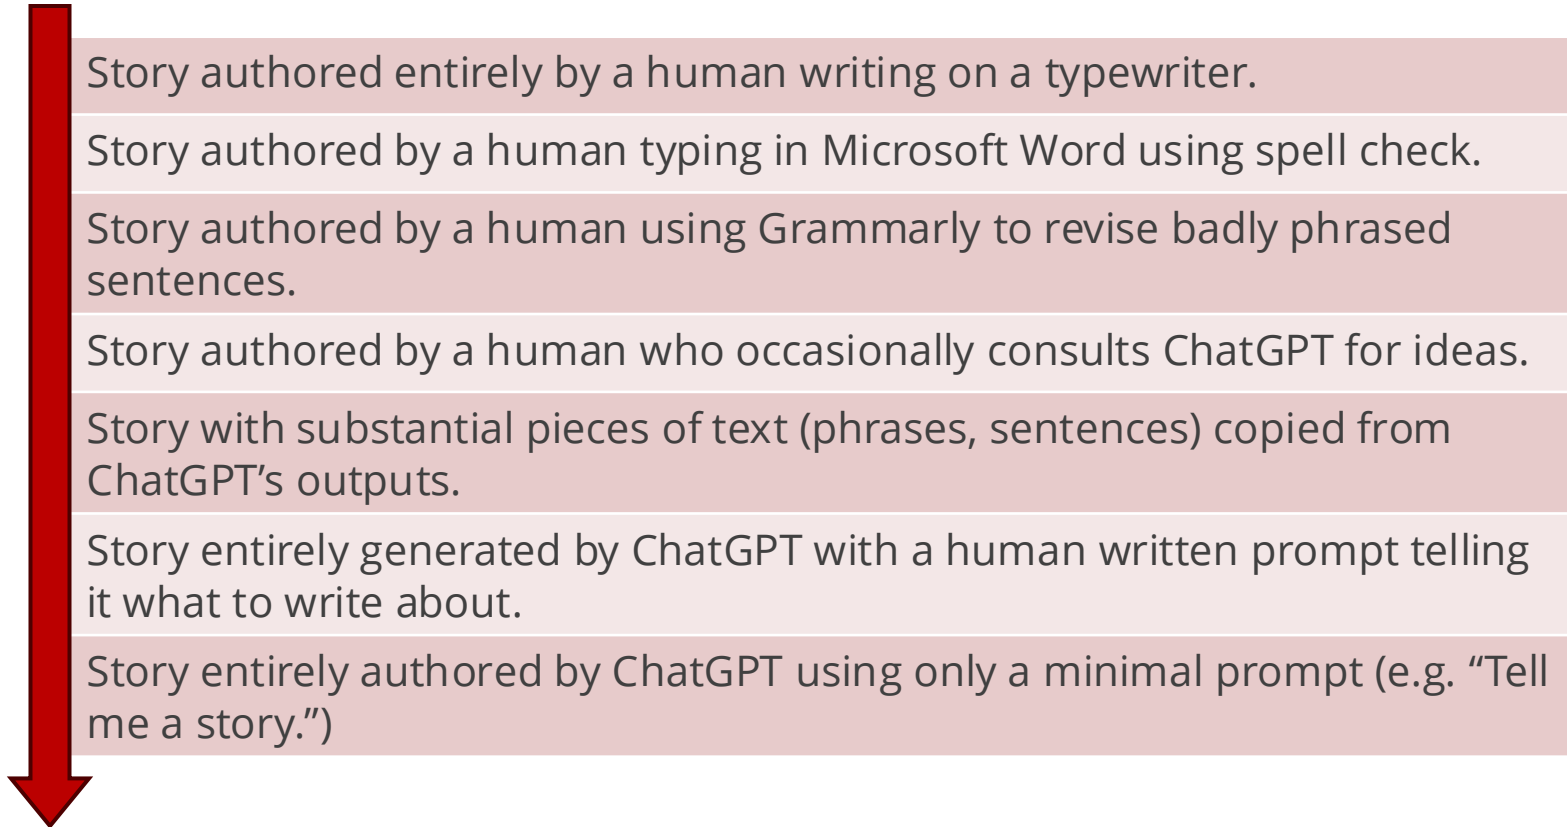 Story authored entirely by a human writing on a typewriter.
Story authored by a human typing in Microsoft Word using spell check.
Story authored by a human using Grammarly to revise badly phrased
sentences.
Story authored by a human who occasionally consults ChatGPT for ideas.
Story with substantial pieces of text (phrases, sentences) copied from
ChatGPT’s outputs.
Story entirely generated by ChatGPT with a human written prompt telling
it what to write about.
Story entirely authored by ChatGPT using only a minimal prompt (e.g. “Tell
me a story.”)